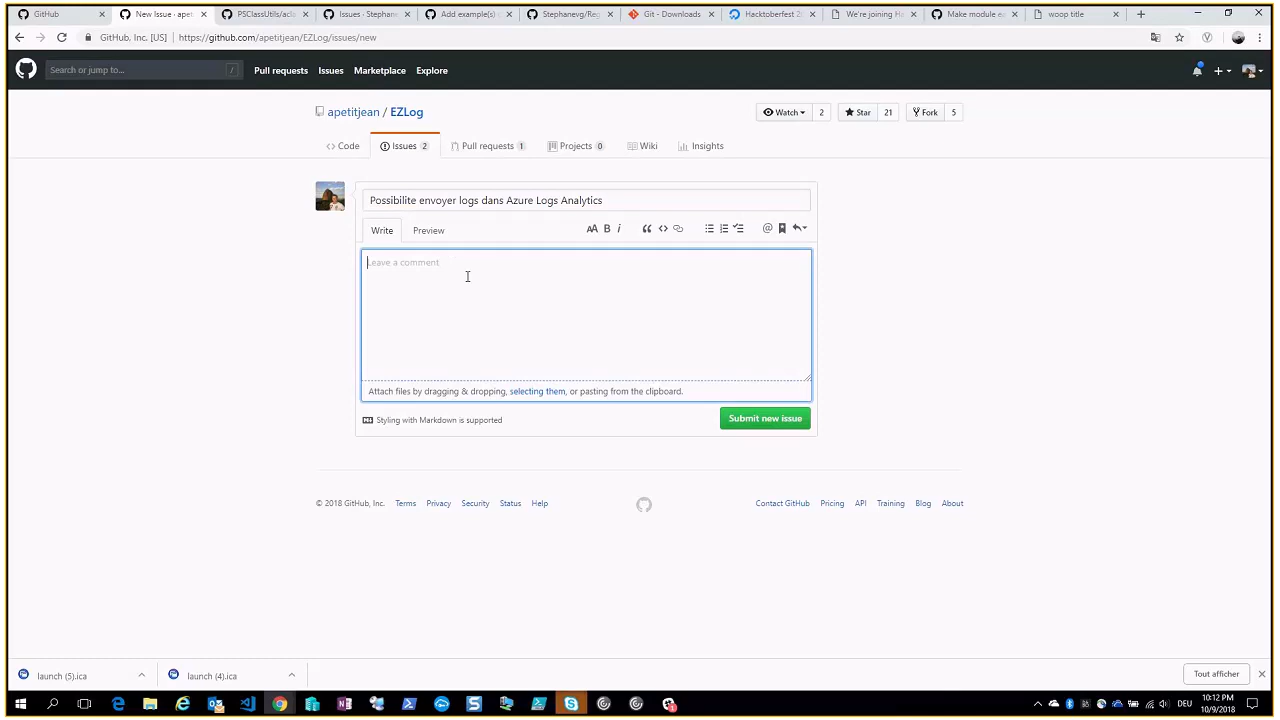 GitHub
New Issue · apet
PSClassUtils/acla
Issues · Stephane
Add example(s)
Stephanevg/Reg
Git - Downloads
Hacktoberfest 2
We're joining Ha
Make module ea
woop title
GitHub, Inc. [US]
https://github.com/apetitjean/EZLog/issues/new
Search or jump to...
/
Pull requests
Issues
Marketplace
Explore
apetitjean / EZLog
Watch
2
Star
21
Fork
5
Code
Issues 2
Pull requests 1
Projects 0
Wiki
Insights
Possibilite envoyer logs dans Azure Logs Analytics
Write
Preview
AA B i
Leave a comment
Attach files by dragging & dropping, selecting them, or pasting from the clipboard.
Styling with Markdown is supported
Submit new issue
© 2018 GitHub, Inc.
Terms
Privacy
Security
Status
Help
Contact GitHub
Pricing
API
Training
Blog
About
launch (5).ica
launch (4).ica
Tout afficher
DEU
10:12 PM
10/9/2018